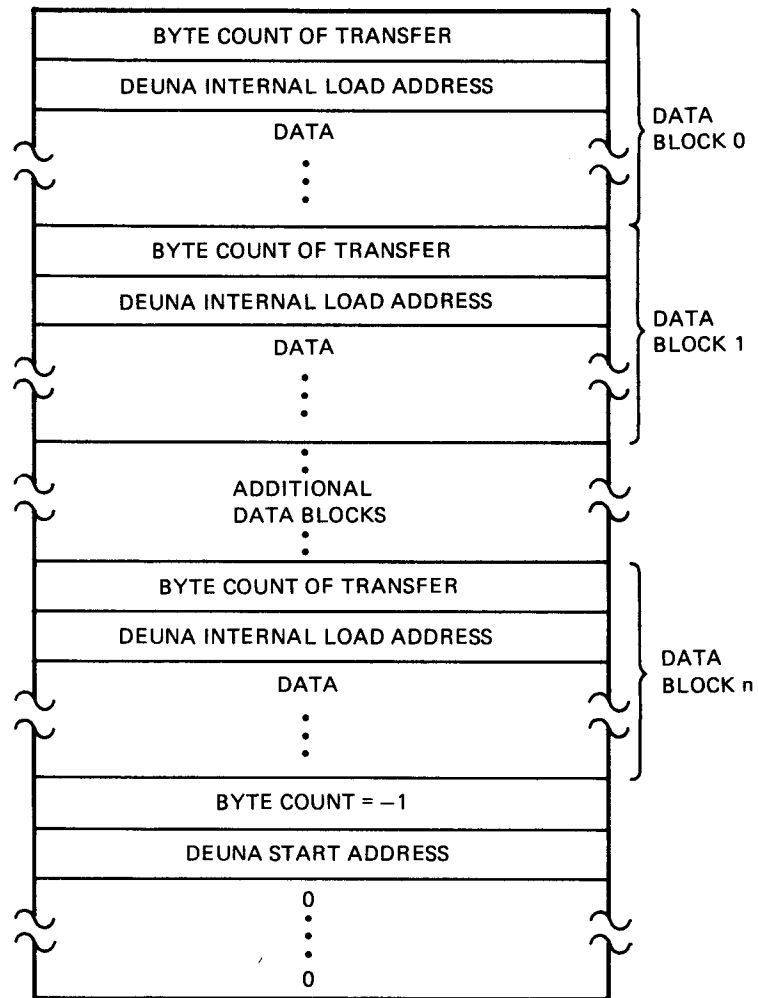 BYTE COUNT OF TRANSFER
DEUNA INTERNAL LOAD ADDRESS
DATA
DATA
BLOCK 0
BYTE COUNT OF TRANSFER
DEUNA INTERNAL LOAD ADDRESS
DATA
DATA
BLOCK 1
ADDITIONAL
DATA BLOCKS
BYTE COUNT OF TRANSFER
DEUNA INTERNAL LOAD ADDRESS
DATA
DATA
BLOCK n
BYTE COUNT = –1
DEUNA START ADDRESS
0
0